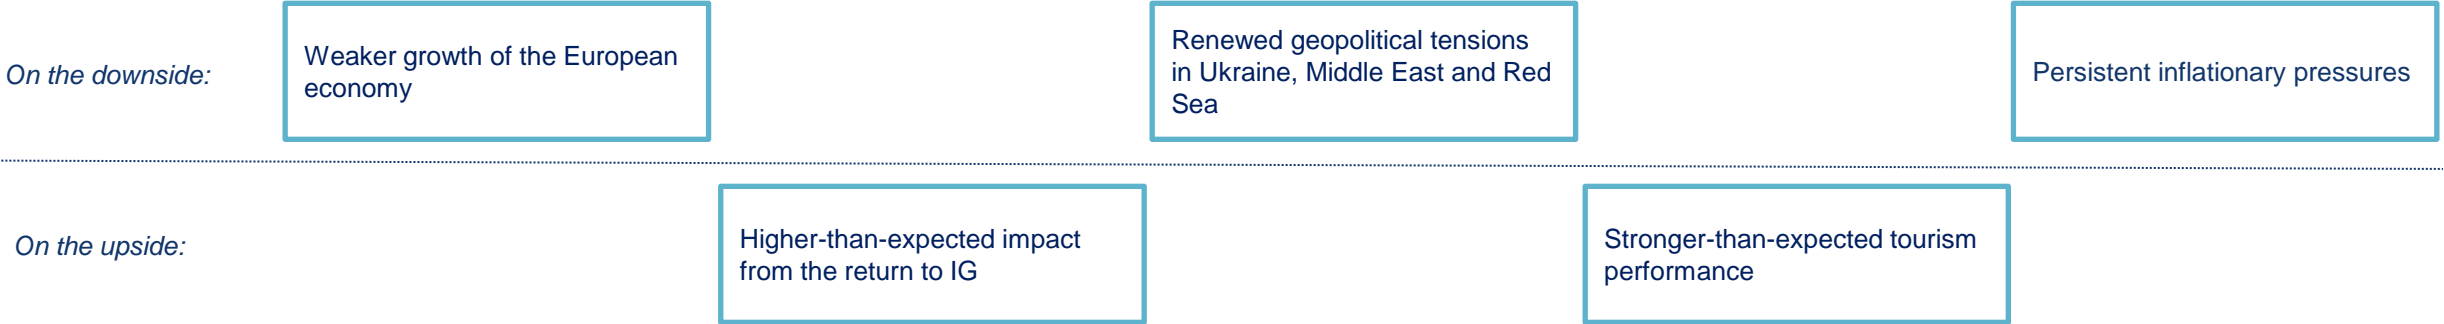 On the downside:
Weaker growth of the European
economy
Renewed geopolitical tensions
in Ukraine, Middle East and Red
Sea
Persistent inflationary pressures
On the upside:
Higher-than-expected impact
from the return to IG
Stronger-than-expected tourism
performance